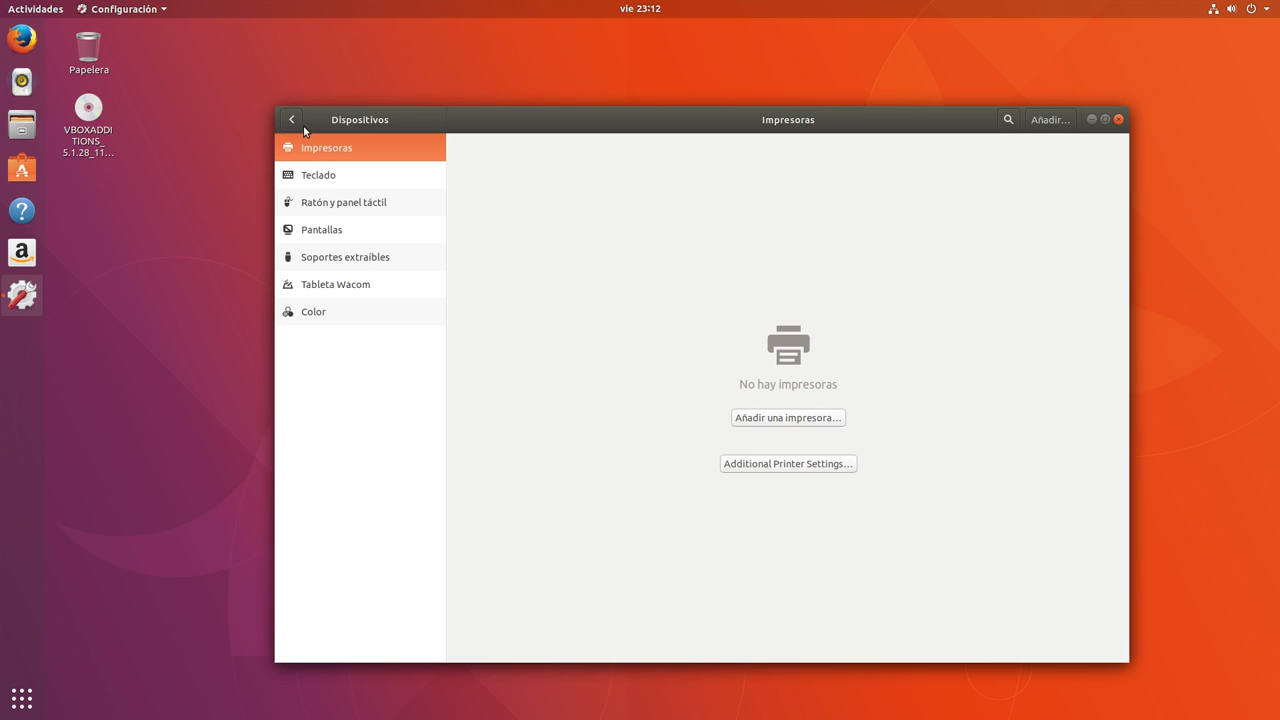 Actividades
Configuración
vie 23:12
Papelera
VBOXADDI
TIONS_
5.1.28_11...
Dispositivos
Impresoras
Añadir...
Impresoras
Teclado
Ratón y panel táctil
Pantallas
Soportes extraíbles
Tableta Wacom
Color
No hay impresoras
Añadir una impresora...
Additional Printer Settings...